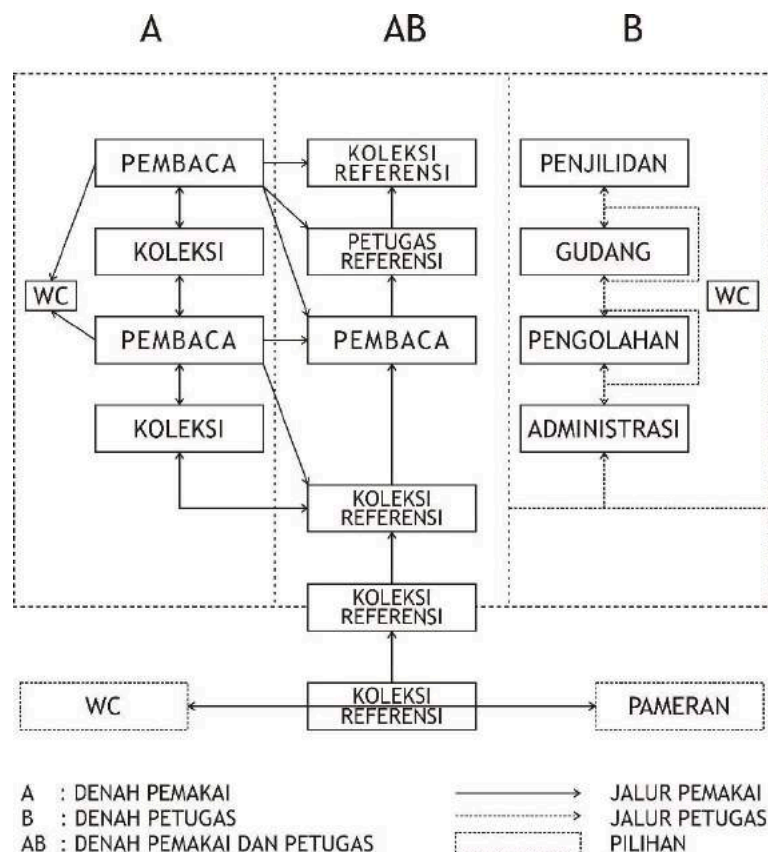 A
AB
B
PEMBACA
KOLEKSI
REFERENSI
PENJILIDAN
KOLEKSI
PETUGAS
REFERENSI
GUDANG
WC
WC
PEMBACA
PEMBACA
PENGOLAHAN
KOLEKSI
ADMINISTRASI
KOLEKSI
REFERENSI
KOLEKSI
REFERENSI
WC
KOLEKSI
REFERENSI
PAMERAN
A : DENAH PEMAKAI
B : DENAH PETUGAS
AB : DENAH PEMAKAI DAN PETUGAS
JALUR PEMAKAI
JALUR PETUGAS
PILIHAN